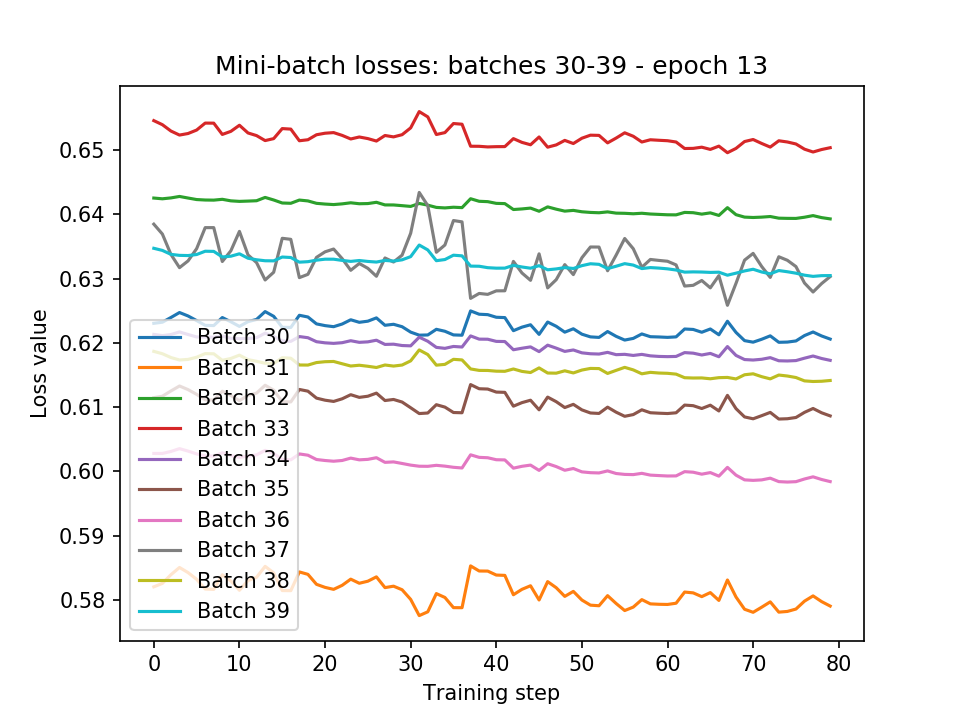 Mini-batch losses: batches 30-39 - epoch 13
Loss value
0.65
0.64
0.63
0.62
0.61
0.60
0.59
0.58
Batch 30
Batch 31
Batch 32
Batch 33
Batch 34
Batch 35
Batch 36
Batch 37
Batch 38
Batch 39
0 10 20 30 40 50 60 70 80
Training step